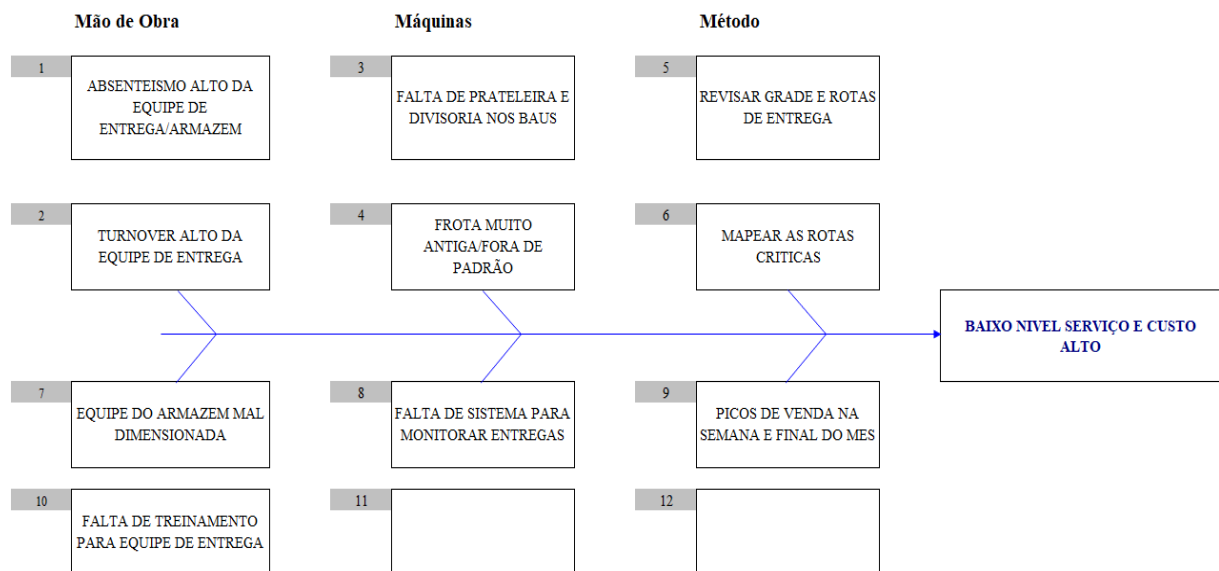 Mão de Obra
Máquinas
Método
1
ABSENTEISMO ALTO DA
EQUIPE DE
ENTREGA/ARMAZEM
3
FALTA DE PRATELEIRA E
DIVISORIA NOS BAUS
5
REVISAR GRADE E ROTAS
DE ENTREGA
2
TURNOVER ALTO DA
EQUIPE DE ENTREGA
4
FROTA MUITO
ANTIGA/FORA DE
PADRÃO
6
MAPEAR AS ROTAS
CRITICAS
BAIXO NIVEL SERVIÇO E CUSTO
ALTO
7
EQUIPE DO ARMAZEM MAL
DIMENSIONADA
8
FALTA DE SISTEMA PARA
MONITORAR ENTREGAS
9
PICOS DE VENDA NA
SEMANA E FINAL DO MES
10
FALTA DE TREINAMENTO
PARA EQUIPE DE ENTREGA
11
12